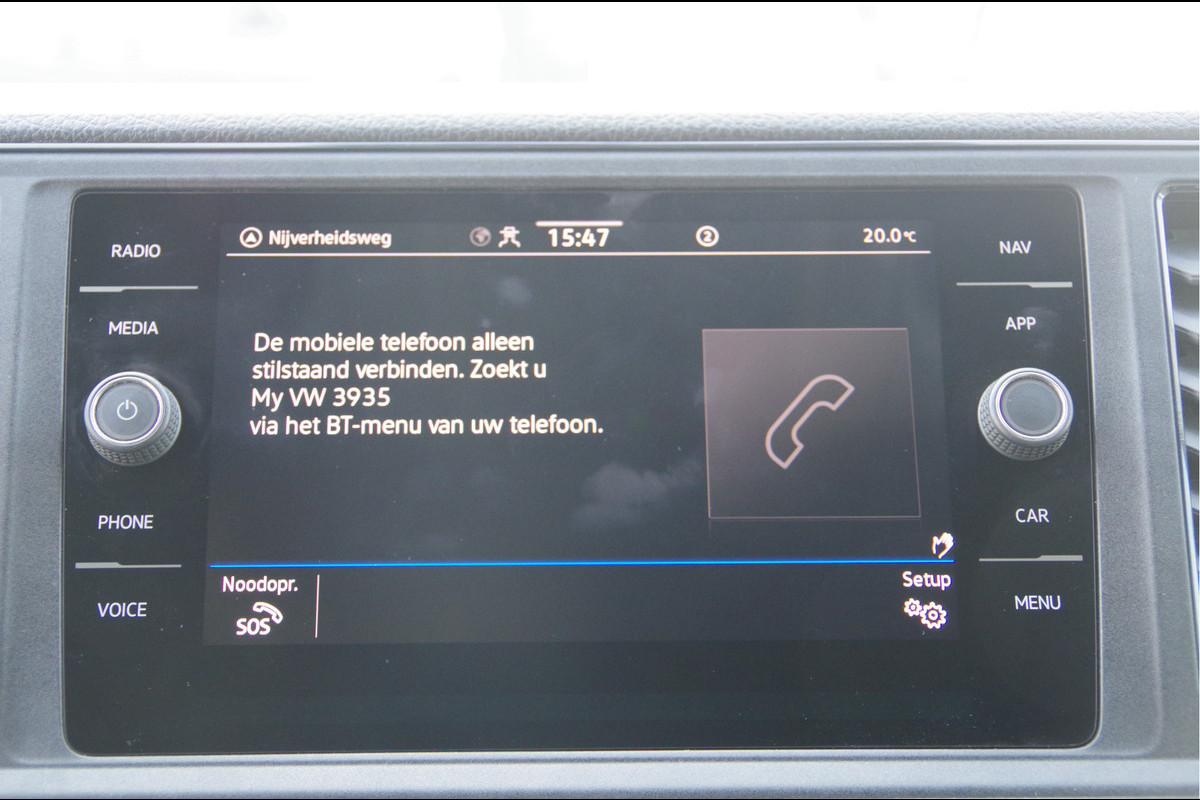 RADIO
MEDIA
PHONE
VOICE
Nijverheidsweg
15:47
2
20.0°C
De mobiele telefoon alleen
stilstaand verbinden. Zoekt u
My VW 3935
via het BT-menu van uw telefoon.
Noodopr.
SOS
Setup
NAV
APP
CAR
MENU